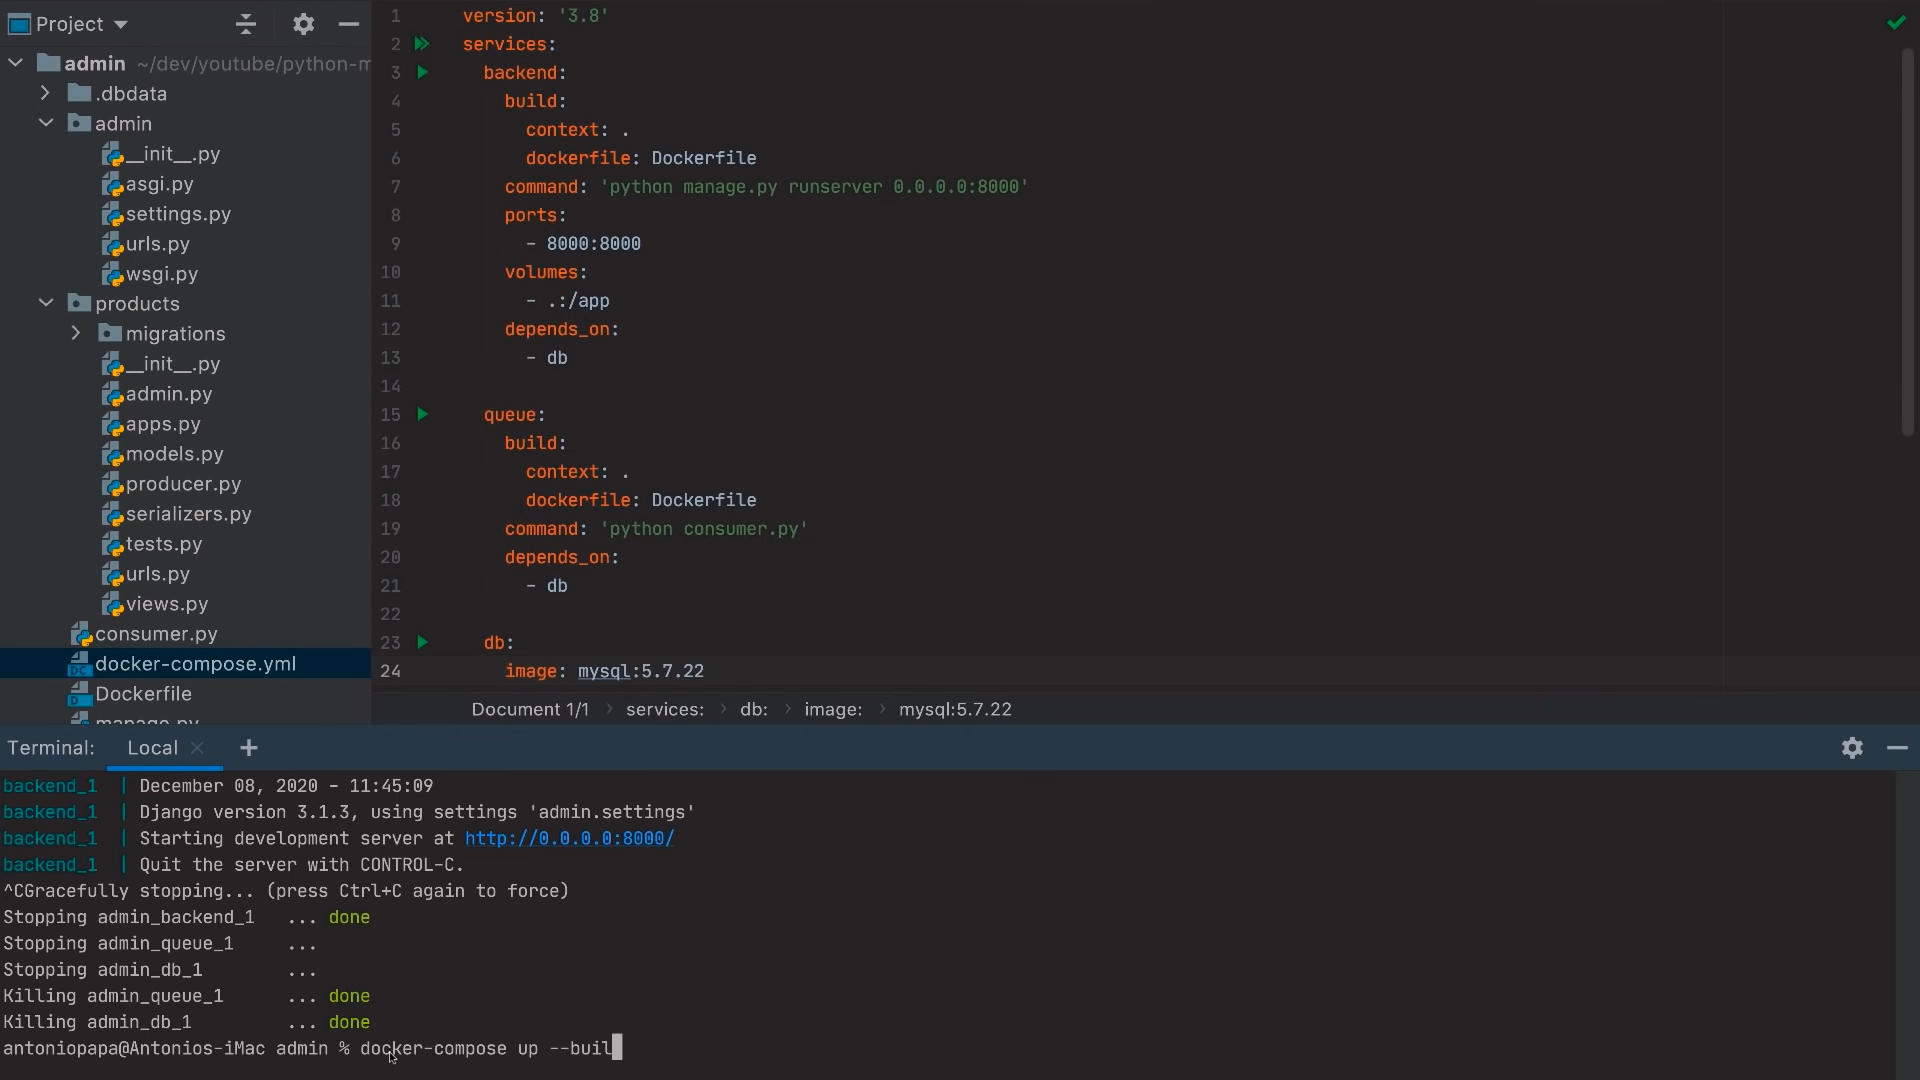 Project
admin ~/dev/youtube/python-m
.dbdata
admin
__init__.py
asgi.py
settings.py
urls.py
wsgi.py
products
migrations
__init__.py
admin.py
apps.py
models.py
producer.py
serializers.py
tests.py
urls.py
views.py
consumer.py
docker-compose.yml
Dockerfile
manage.py
1 version: '3.8'
2 services:
3 backend:
4 build:
5 context: .
6 dockerfile: Dockerfile
7 command: 'python manage.py runserver 0.0.0.0:8000'
8 ports:
9 - 8000:8000
10 volumes:
11 - .:/app
12 depends_on:
13 - db
14
15 queue:
16 build:
17 context: .
18 dockerfile: Dockerfile
19 command: 'python consumer.py'
20 depends_on:
21 - db
22
23 db:
24 image: mysql:5.7.22
Document 1/1 › services: › db: › image: › mysql:5.7.22
Terminal: Local × +
backend_1 | December 08, 2020 - 11:45:09
backend_1 | Django version 3.1.3, using settings 'admin.settings'
backend_1 | Starting development server at http://0.0.0.0:8000/
backend_1 | Quit the server with CONTROL-C.
^CGracefully stopping... (press Ctrl+C again to force)
Stopping admin_backend_1 ... done
Stopping admin_queue_1 ...
Stopping admin_db_1 ...
Killing admin_queue_1 ... done
Killing admin_db_1 ... done
antoniopapa@Antonios-iMac admin % docker-compose up --buil